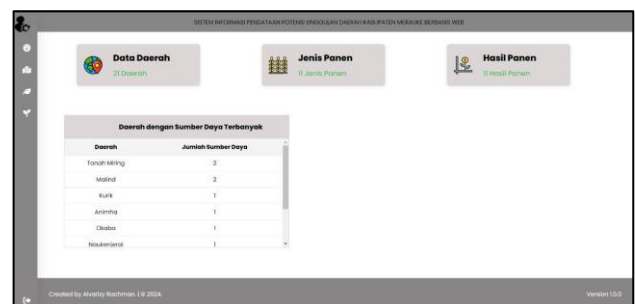 SISTEM INFORMASI PENDATAAN POTENSI UNGGULAN DAERAH KABUPATEN MERAUKE BERBASIS WEB
Data Daerah
21 Daerah
Jenis Panen
11 Jenis Panen
Hasil Panen
11 Hasil Panen
Daerah dengan Sumber Daya Terbanyak
Daerah Jumlah Sumber Daya
Tanah Miring 3
Malind 2
Kurik 1
Animha 1
Okaba 1
Naukenjerai 1
Created by Alvarizy Rochman. | © 2024. Version 1.0.0